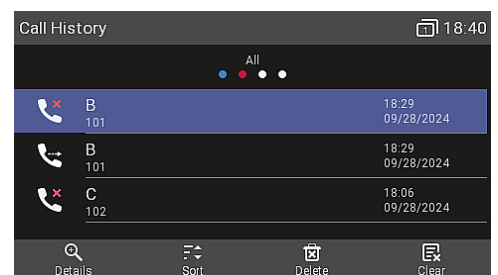 Call History 1 18:40
All
B 18:29
101 09/28/2024
B 18:29
101 09/28/2024
C 18:06
102 09/28/2024
Details Sort Delete Clear